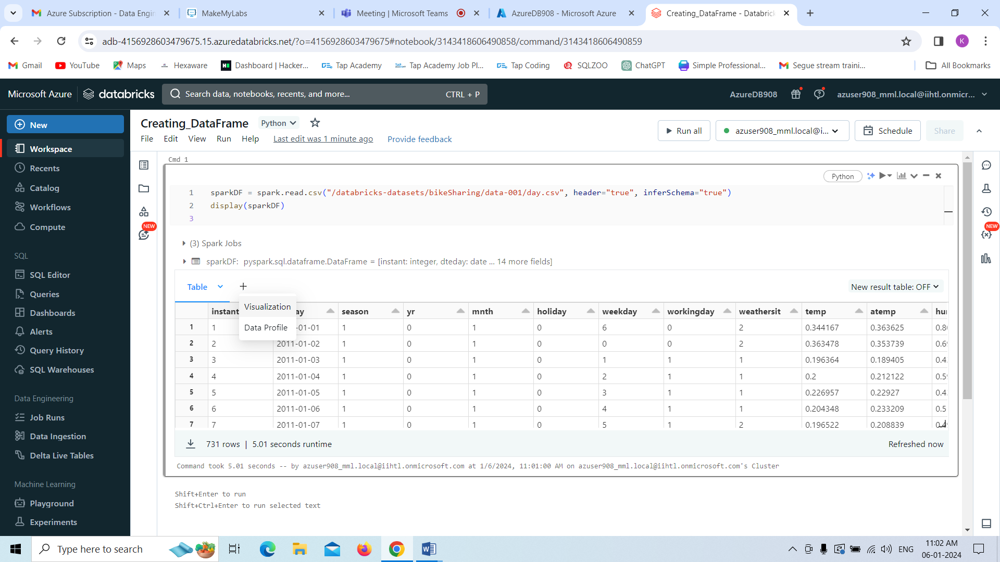 Azure Subscription - Data Engin
MakeMyLabs
Meeting | Microsoft Teams
AzureDB908 - Microsoft Azure
Creating_DataFrame - Databrick
adb-4156928603479675.15.azuredatabricks.net/?o=4156928603479675#notebook/3143418606490858/command/3143418606490859
K
Gmail
YouTube
Maps
Hexaware
Dashboard | Hacker...
Tap Academy
Tap Academy Job Pl...
Tap Coding
SQLZOO
ChatGPT
Simple Professional...
Segue stream traini...
All Bookmarks
Microsoft Azure
databricks
Search data, notebooks, recents, and more...
CTRL + P
AzureDB908
azuser908_mml.local@iihtl.onmicr...
New
Workspace
Recents
Catalog
Workflows
Compute
SQL
SQL Editor
Queries
Dashboards
Alerts
Query History
SQL Warehouses
Data Engineering
Job Runs
Data Ingestion
Delta Live Tables
Machine Learning
Playground
Experiments
Creating_DataFrame
Python
File Edit View Run Help
Last edit was 1 minute ago
Provide feedback
Run all
azuser908_mml.local@i...
Schedule
Share
NEW
NEW
Cmd 1
Python
1 sparkDF = spark.read.csv("/databricks-datasets/bikeSharing/data-001/day.csv", header="true", inferSchema="true")
2 display(sparkDF)
3
(3) Spark Jobs
sparkDF: pyspark.sql.dataframe.DataFrame = [instant: integer, dteday: date ... 14 more fields]
Table
+
New result table: OFF
Visualization
Data Profile
instant ay season yr mnth holiday weekday workingday weathersit temp atemp hu
1 1 -01-01 1 0 1 0 6 0 2 0.344167 0.363625 0.8
2 2 2011-01-02 1 0 1 0 0 0 2 0.363478 0.353739 0.6
3 3 2011-01-03 1 0 1 0 1 1 1 0.196364 0.189405 0.4
4 4 2011-01-04 1 0 1 0 2 1 1 0.2 0.212122 0.5
5 5 2011-01-05 1 0 1 0 3 1 1 0.226957 0.22927 0.4
6 6 2011-01-06 1 0 1 0 4 1 1 0.204348 0.233209 0.5
7 7 2011-01-07 1 0 1 0 5 1 2 0.196522 0.208839
731 rows | 5.01 seconds runtime
Refreshed now
Command took 5.01 seconds -- by azuser908_mml.local@iihtl.onmicrosoft.com at 1/6/2024, 11:01:00 AM on azuser908_mml.local@iihtl.onmicrosoft.com's Cluster
Shift+Enter to run
Shift+Ctrl+Enter to run selected text
Type here to search
ENG
11:02 AM
06-01-2024